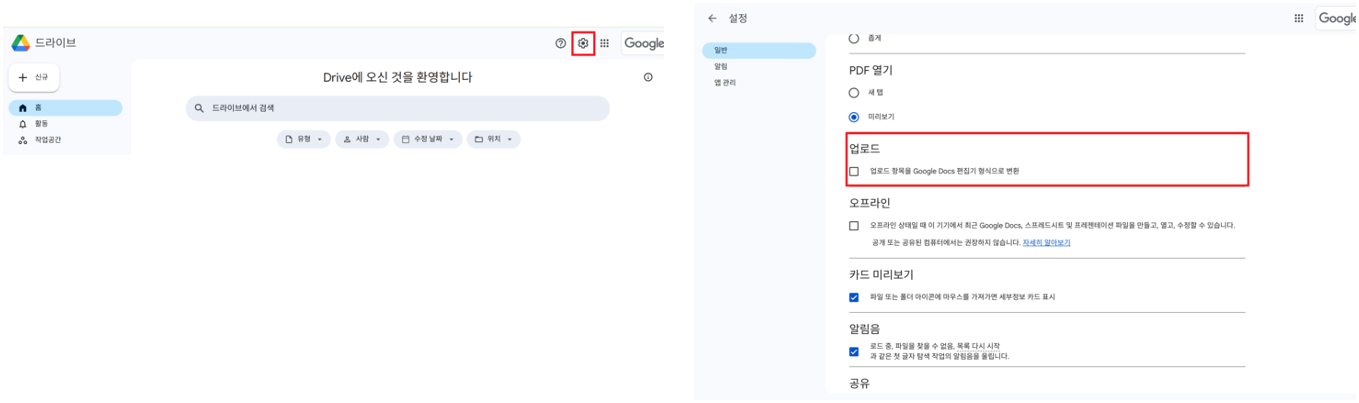 드라이브
Google
신규
Drive에 오신 것을 환영합니다
홈
드라이브에서 검색
활동
작업공간
유형
사람
수정 날짜
위치
설정
Google
일반
알림
앱 관리
좁게
PDF 열기
새 탭
미리보기
업로드
업로드 항목을 Google Docs 편집기 형식으로 변환
오프라인
오프라인 상태일 때 이 기기에서 최근 Google Docs, 스프레드시트 및 프레젠테이션 파일을 만들고, 열고, 수정할 수 있습니다.
공개 또는 공유된 컴퓨터에서는 권장하지 않습니다. 자세히 알아보기
카드 미리보기
파일 또는 폴더 아이콘에 마우스를 가져가면 세부정보 카드 표시
알림음
로드 중, 파일을 찾을 수 없음, 목록 다시 시작
과 같은 첫 글자 탐색 작업의 알림음을 울립니다.
공유